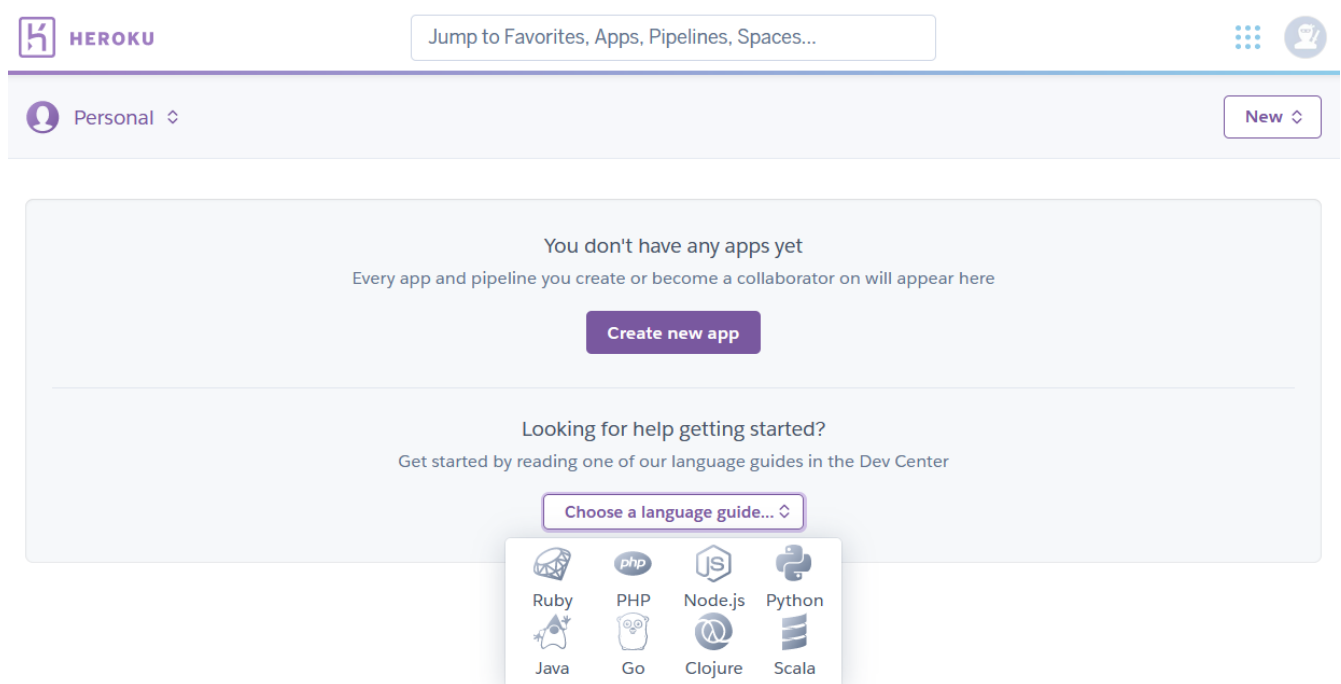 HEROKU
Jump to Favorites, Apps, Pipelines, Spaces...
Personal
New
You don't have any apps yet
Every app and pipeline you create or become a collaborator on will appear here
Create new app
Looking for help getting started?
Get started by reading one of our language guides in the Dev Center
Choose a language guide...
php JS
Ruby PHP Node.js Python
Java Go Clojure Scala